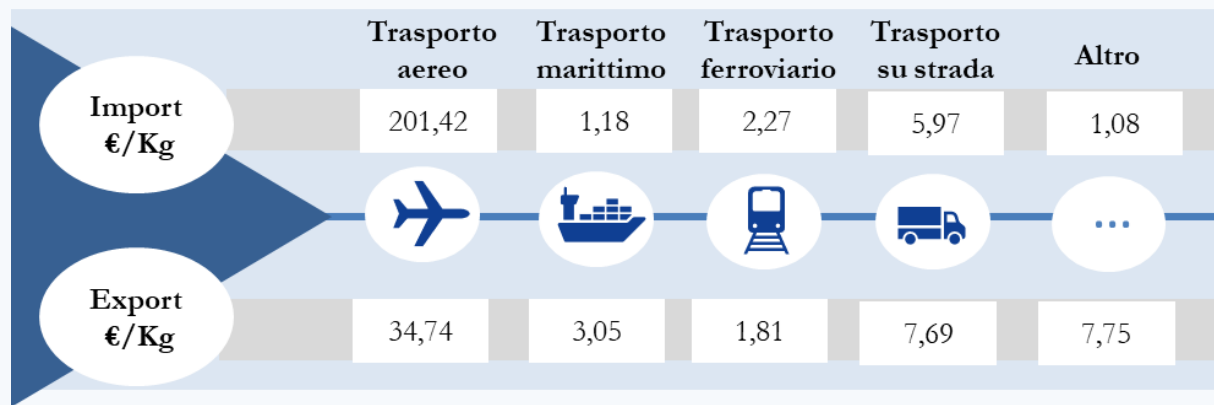 Trasporto aereo
Trasporto marittimo
Trasporto ferroviario
Trasporto su strada
Altro
Import €/Kg
201,42
1,18
2,27
5,97
1,08
...
Export €/Kg
34,74
3,05
1,81
7,69
7,75